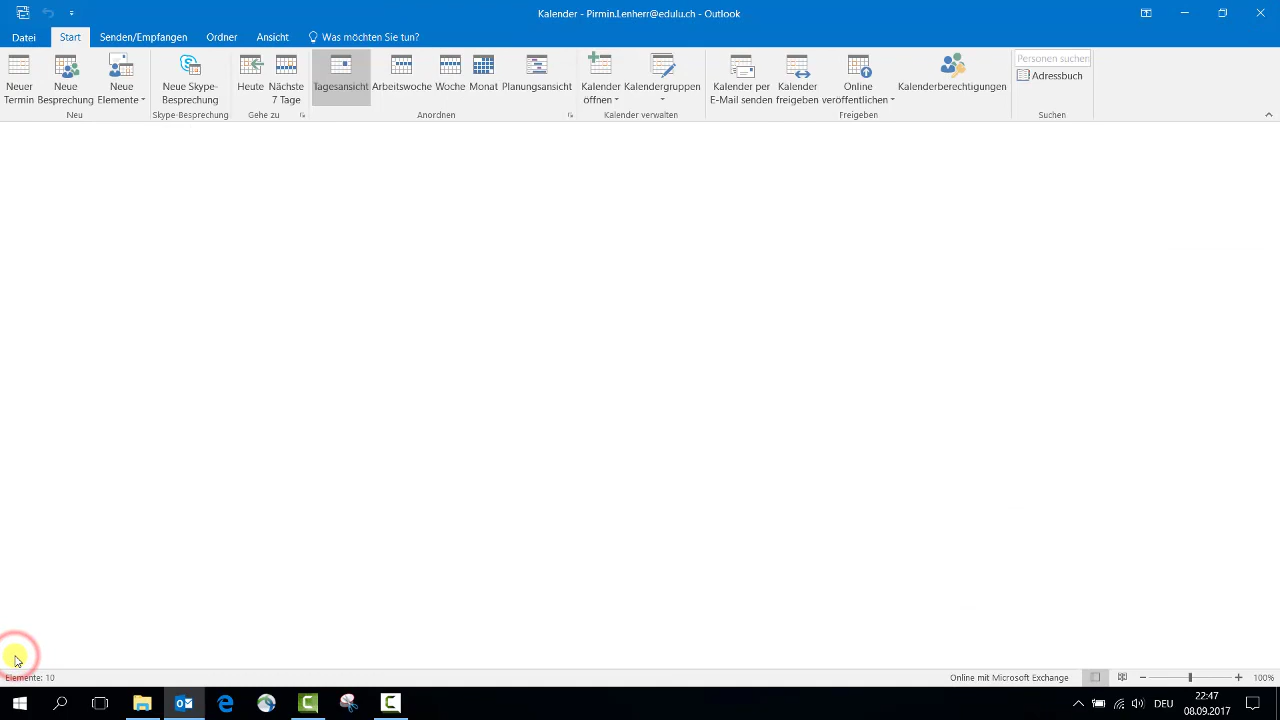 Kalender - Pirmin.Lenherr@edulu.ch - Outlook
Datei Start Senden/Empfangen Ordner Ansicht Was möchten Sie tun?
Neuer Termin
Neue Besprechung
Neue Elemente
Neu
Neue Skype-Besprechung
Skype-Besprechung
Heute
Nächste 7 Tage
Gehe zu
Tagesansicht
Arbeitswoche
Woche
Monat
Planungsansicht
Anordnen
Kalender öffnen
Kalendergruppen
Kalender verwalten
Kalender per E-Mail senden
Kalender freigeben
Online veröffentlichen
Kalenderberechtigungen
Freigeben
Personen suchen
Adressbuch
Suchen
Elemente: 10
Online mit Microsoft Exchange
100%
DEU
22:47
08.09.2017